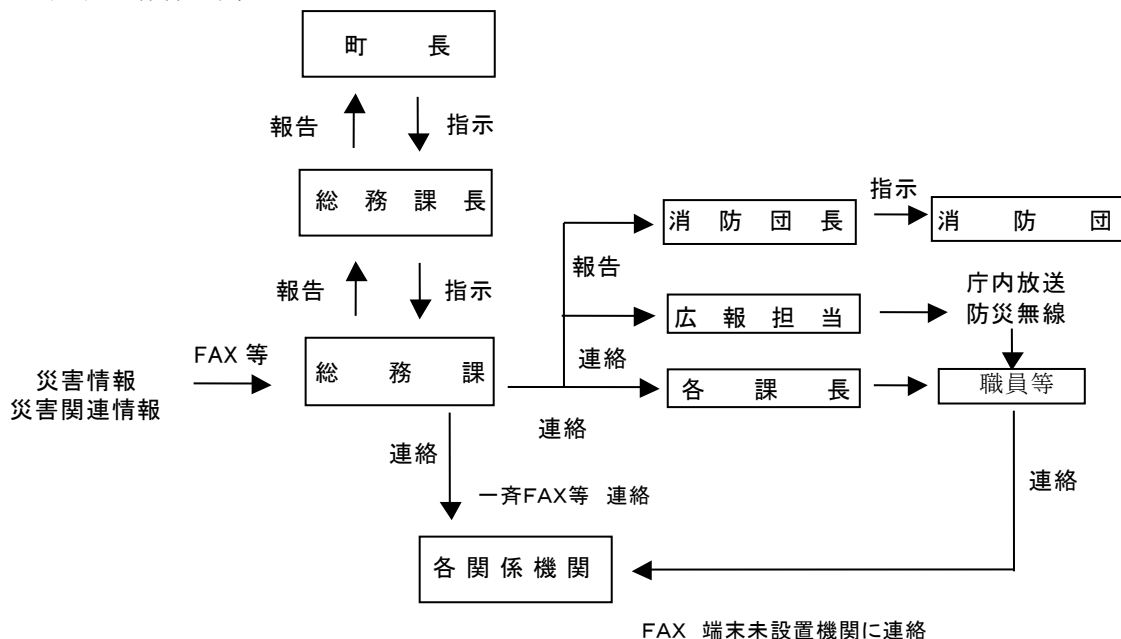 町長
報告
指示
総務課長
指示
消防団長
消防団
報告
報告
指示
庁内放送
防災無線
広報担当
FAX 等
総務課
連絡
災害情報
災害関連情報
各課長
職員等
連絡
連絡
連絡
一斉FAX等 連絡
各関係機関
FAX 端末未設置機関に連絡